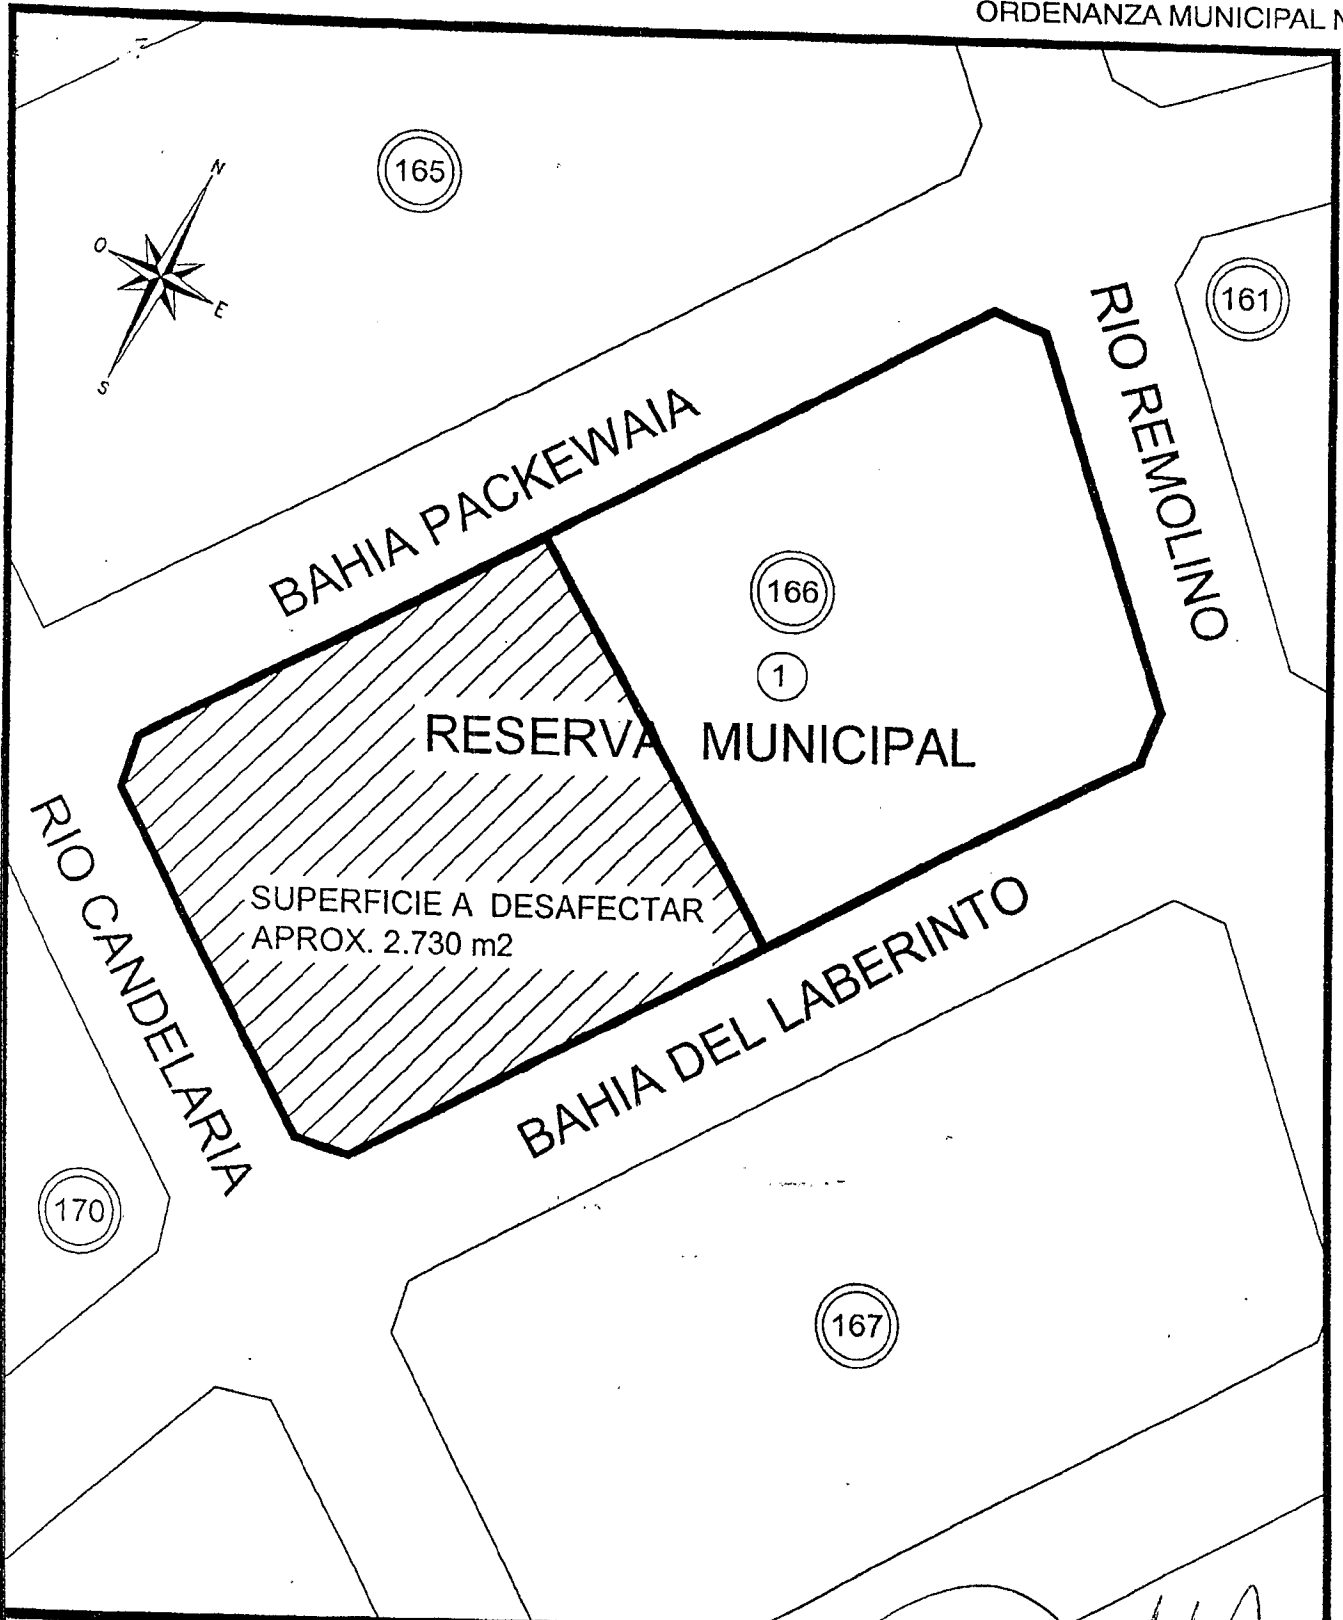 ORDENANZA MUNICIPAL N
165
N
O
E
S
161
RIO REMOLINO
BAHIA PACKEWAIA
166
1
RESERVA MUNICIPAL
RIO CANDELARIA
SUPERFICIE A DESAFECTAR
APROX. 2.730 m2
BAHIA DEL LABERINTO
170
167